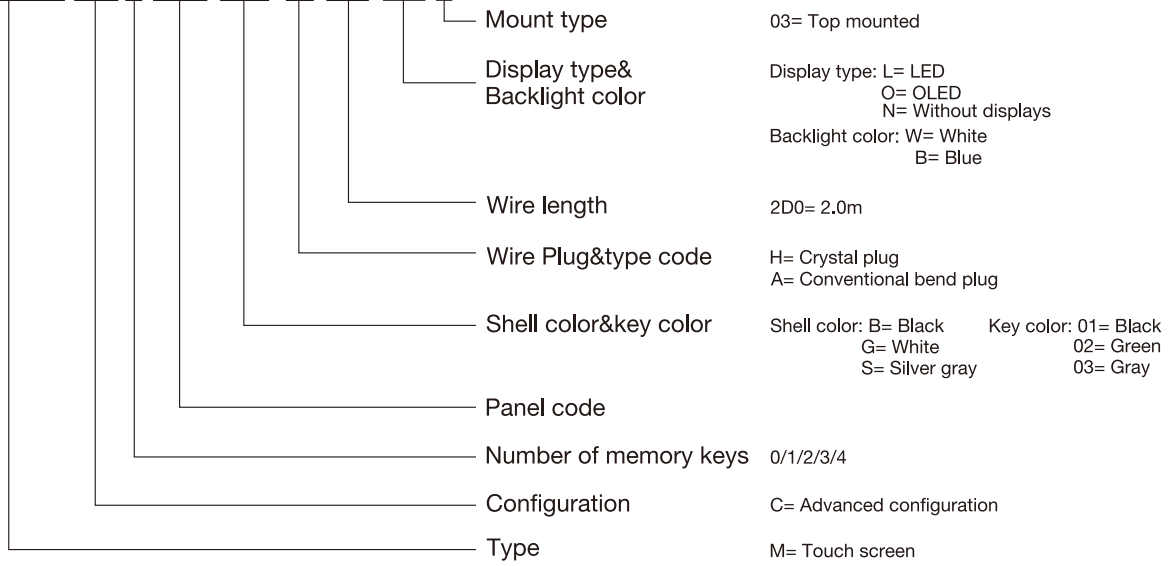 Mount type 03= Top mounted
Display type& Display type: L= LED
Backlight color O= OLED
N= Without displays
Backlight color: W= White
B= Blue
Wire length 2D0= 2.0m
Wire Plug&type code H= Crystal plug
A= Conventional bend plug
Shell color&key color Shell color: B= Black Key color: 01= Black
G= White 02= Green
S= Silver gray 03= Gray
Panel code
Number of memory keys 0/1/2/3/4
Configuration C= Advanced configuration
Type M= Touch screen